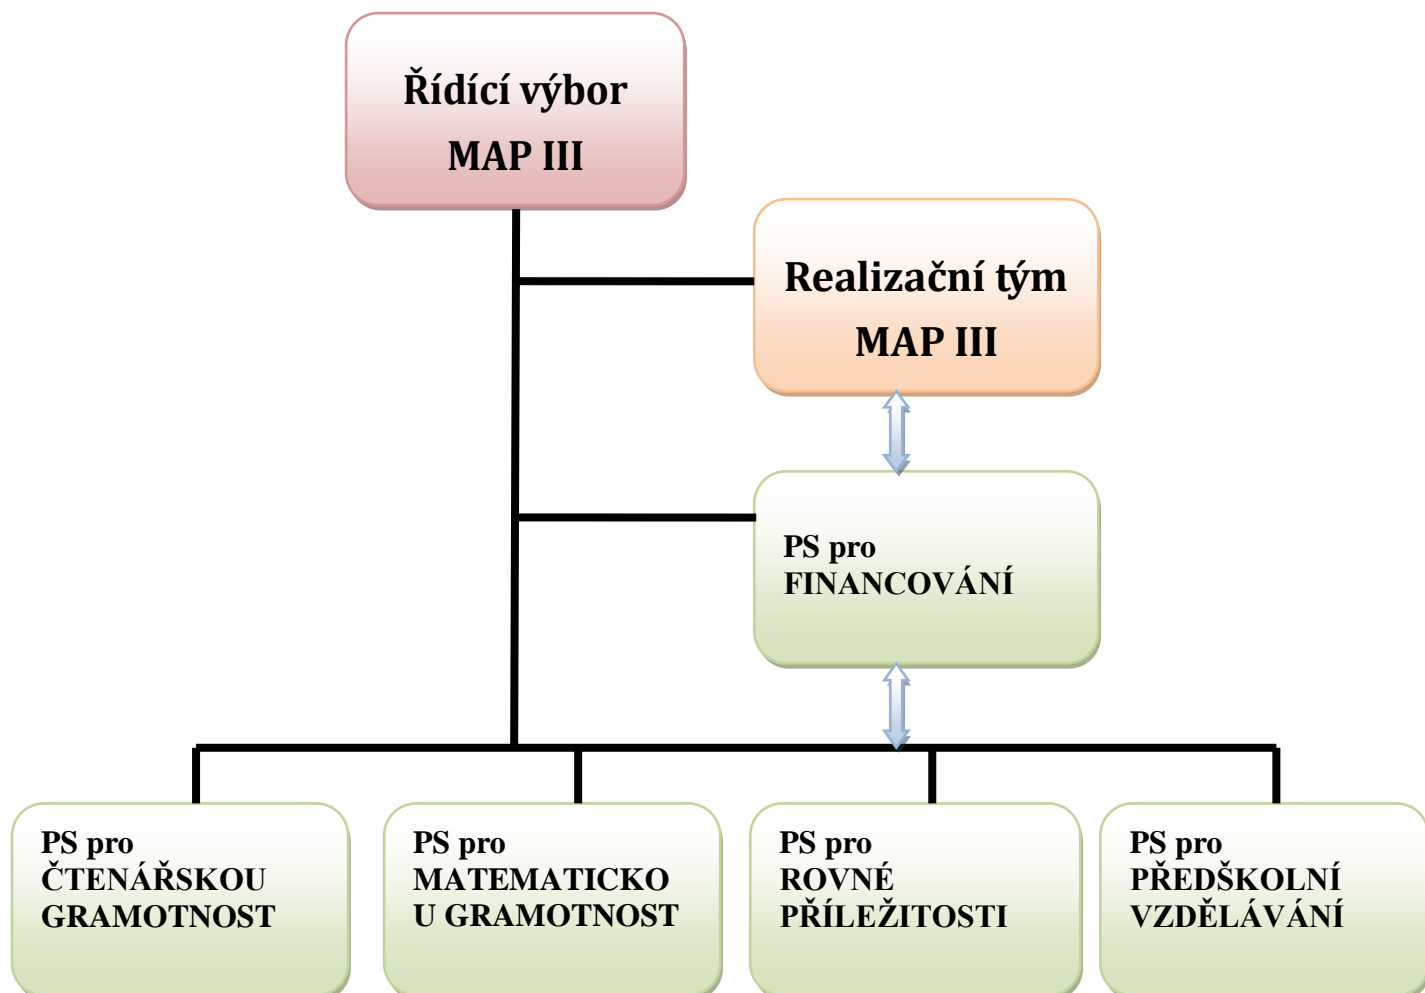 Řídící výbor
MAP III
Realizační tým
MAP III
PS pro
FINANCOVÁNÍ
PS pro
ČTENÁŘSKOU
GRAMOTNOST
PS pro
MATEMATICKO
U GRAMOTNOST
PS pro
ROVNÉ
PŘÍLEŽITOSTI
PS pro
PŘEDŠKOLNÍ
VZDĚLÁVÁNÍ